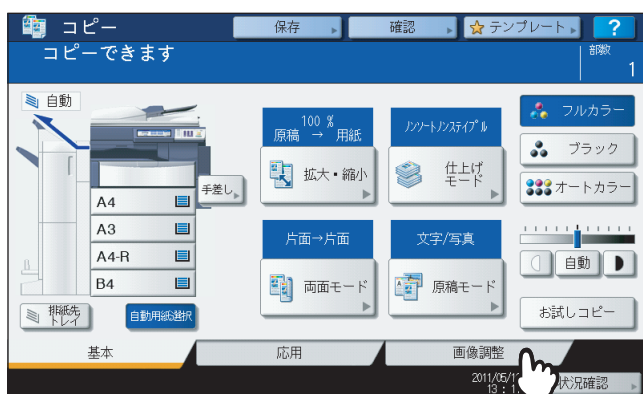 コピー
保存
確認
テンプレート
?
コピーできます
部数
1
自動
100 %
原稿 → 用紙
ノンソートノンステイプル
フルカラー
拡大・縮小
仕上げ
モード
ブラック
手差し
オートカラー
A4
A3
A4-R
B4
片面→片面
文字/写真
両面モード
原稿モード
自動
排紙先
トレイ
自動用紙選択
お試しコピー
基本
応用
画像調整
2011/05/1
13 : 1
状況確認